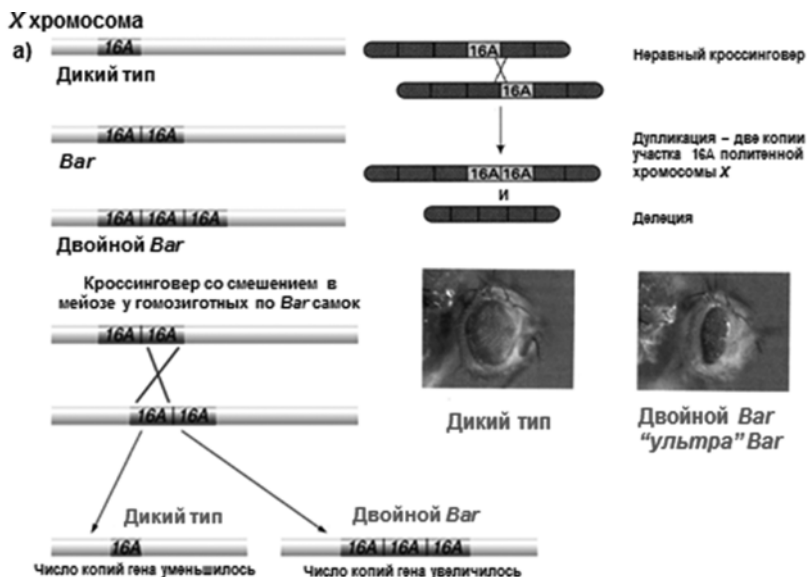 X хромосома
а)
16A
Дикий тип
16A 16A
Bar
16A 16A 16A
Двойной Bar
Кроссинговер со смешением в
мейозе у гомозиготных по Bar самок
16A 16A
16A 16A
Дикий тип
16A
Число копий гена уменьшилось
Двойной Bar
16A 16A 16A
Число копий гена увеличилось
16A
16A
Неравный кроссинговер
16A 16A
Дупликация – две копии
участка 16A политенной
хромосомы X
и
Делеция
Дикий тип
Двойной Bar
“ультра” Bar